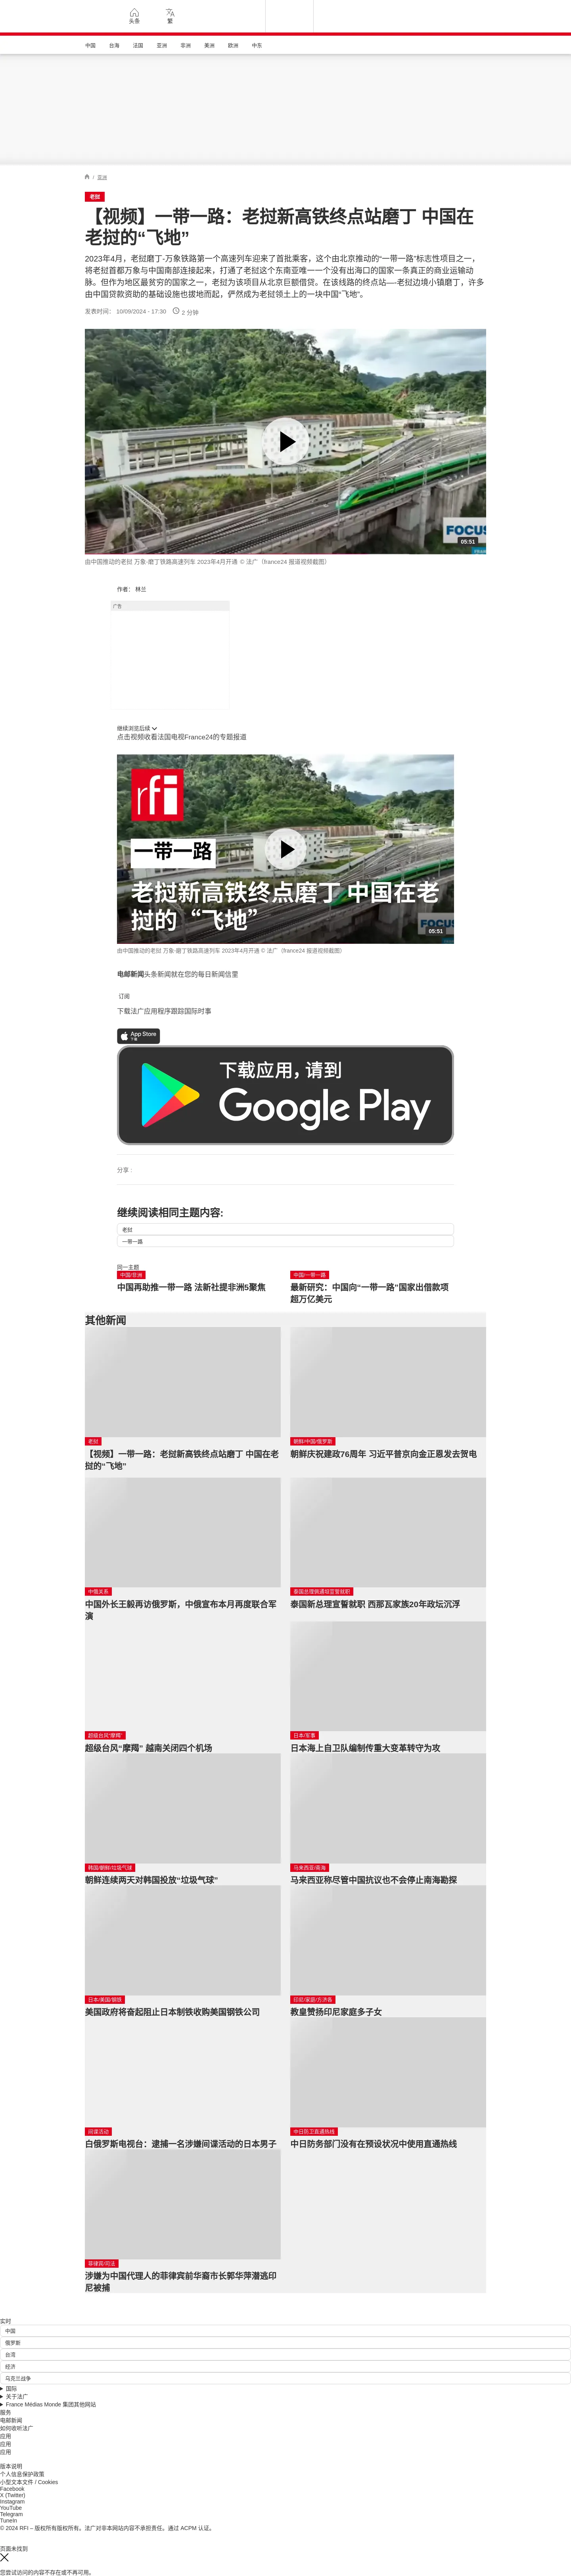 头条
繁
中国 台海 法国 亚洲 非洲 美洲 欧洲 中东
/ 亚洲
老挝
【视频】一带一路：老挝新高铁终点站磨丁 中国在
老挝的“飞地”
2023年4月，老挝磨丁-万象铁路第一个高速列车迎来了首批乘客，这个由北京推动的“一带一路”标志性项目之一，
将老挝首都万象与中国南部连接起来，打通了老挝这个东南亚唯一一个没有出海口的国家一条真正的商业运输动
脉。但作为地区最贫穷的国家之一，老挝为该项目从北京巨额借贷。在该线路的终点站—-老挝边境小镇磨丁，许多
由中国贷款资助的基础设施也拔地而起，俨然成为老挝领土上的一块中国“飞地”。
发表时间： 10/09/2024 - 17:30 2 分钟
FOCUS
05:51
由中国推动的老挝 万象-磨丁铁路高速列车 2023年4月开通 © 法广（france24 报道视频截图）
作者： 林兰
广告
继续浏览后续
点击视频收看法国电视France24的专题报道
rfi
一带一路
老挝新高铁终点站磨丁 中国在老
挝的“飞地”
FOCUS
05:51
由中国推动的老挝 万象-磨丁铁路高速列车 2023年4月开通 © 法广（france24 报道视频截图）
电邮新闻头条新闻就在您的每日新闻信里
订阅
下载法广应用程序跟踪国际时事
App Store
下载
下载应用，请到
Google Play
分享 :
继续阅读相同主题内容:
老挝
一带一路
同一主题
中国/非洲
中国再助推一带一路 法新社提非洲5聚焦
中国/一带一路
最新研究：中国向“一带一路”国家出借款项
超万亿美元
其他新闻
老挝
【视频】一带一路：老挝新高铁终点站磨丁 中国在老
挝的“飞地”
朝鲜/中国/俄罗斯
朝鲜庆祝建政76周年 习近平普京向金正恩发去贺电
中俄关系
中国外长王毅再访俄罗斯，中俄宣布本月再度联合军
演
泰国总理佩通坦宣誓就职
泰国新总理宣誓就职 西那瓦家族20年政坛沉浮
超级台风“摩羯”
超级台风“摩羯” 越南关闭四个机场
日本/军事
日本海上自卫队编制传重大变革转守为攻
韩国/朝鲜/垃圾气球
朝鲜连续两天对韩国投放“垃圾气球”
马来西亚/南海
马来西亚称尽管中国抗议也不会停止南海勘探
日本/美国/钢铁
美国政府将奋起阻止日本制铁收购美国钢铁公司
印尼/家庭/方济各
教皇赞扬印尼家庭多子女
间谍活动
白俄罗斯电视台：逮捕一名涉嫌间谍活动的日本男子
中日防卫直通热线
中日防务部门没有在预设状况中使用直通热线
菲律宾/司法
涉嫌为中国代理人的菲律宾前华裔市长郭华萍潜逃印
尼被捕
实时
中国
俄罗斯
台湾
经济
乌克兰战争
国际
关于法广
France Médias Monde 集团其他网站
服务
电邮新闻
如何收听法广
应用
应用
应用
版本说明
个人信息保护政策
小型文本文件 / Cookies
Facebook
X (Twitter)
Instagram
YouTube
Telegram
TuneIn
© 2024 RFI – 版权所有版权所有。法广对非本网站内容不承担责任。通过 ACPM 认证。
页面未找到
您尝试访问的内容不存在或不再可用。